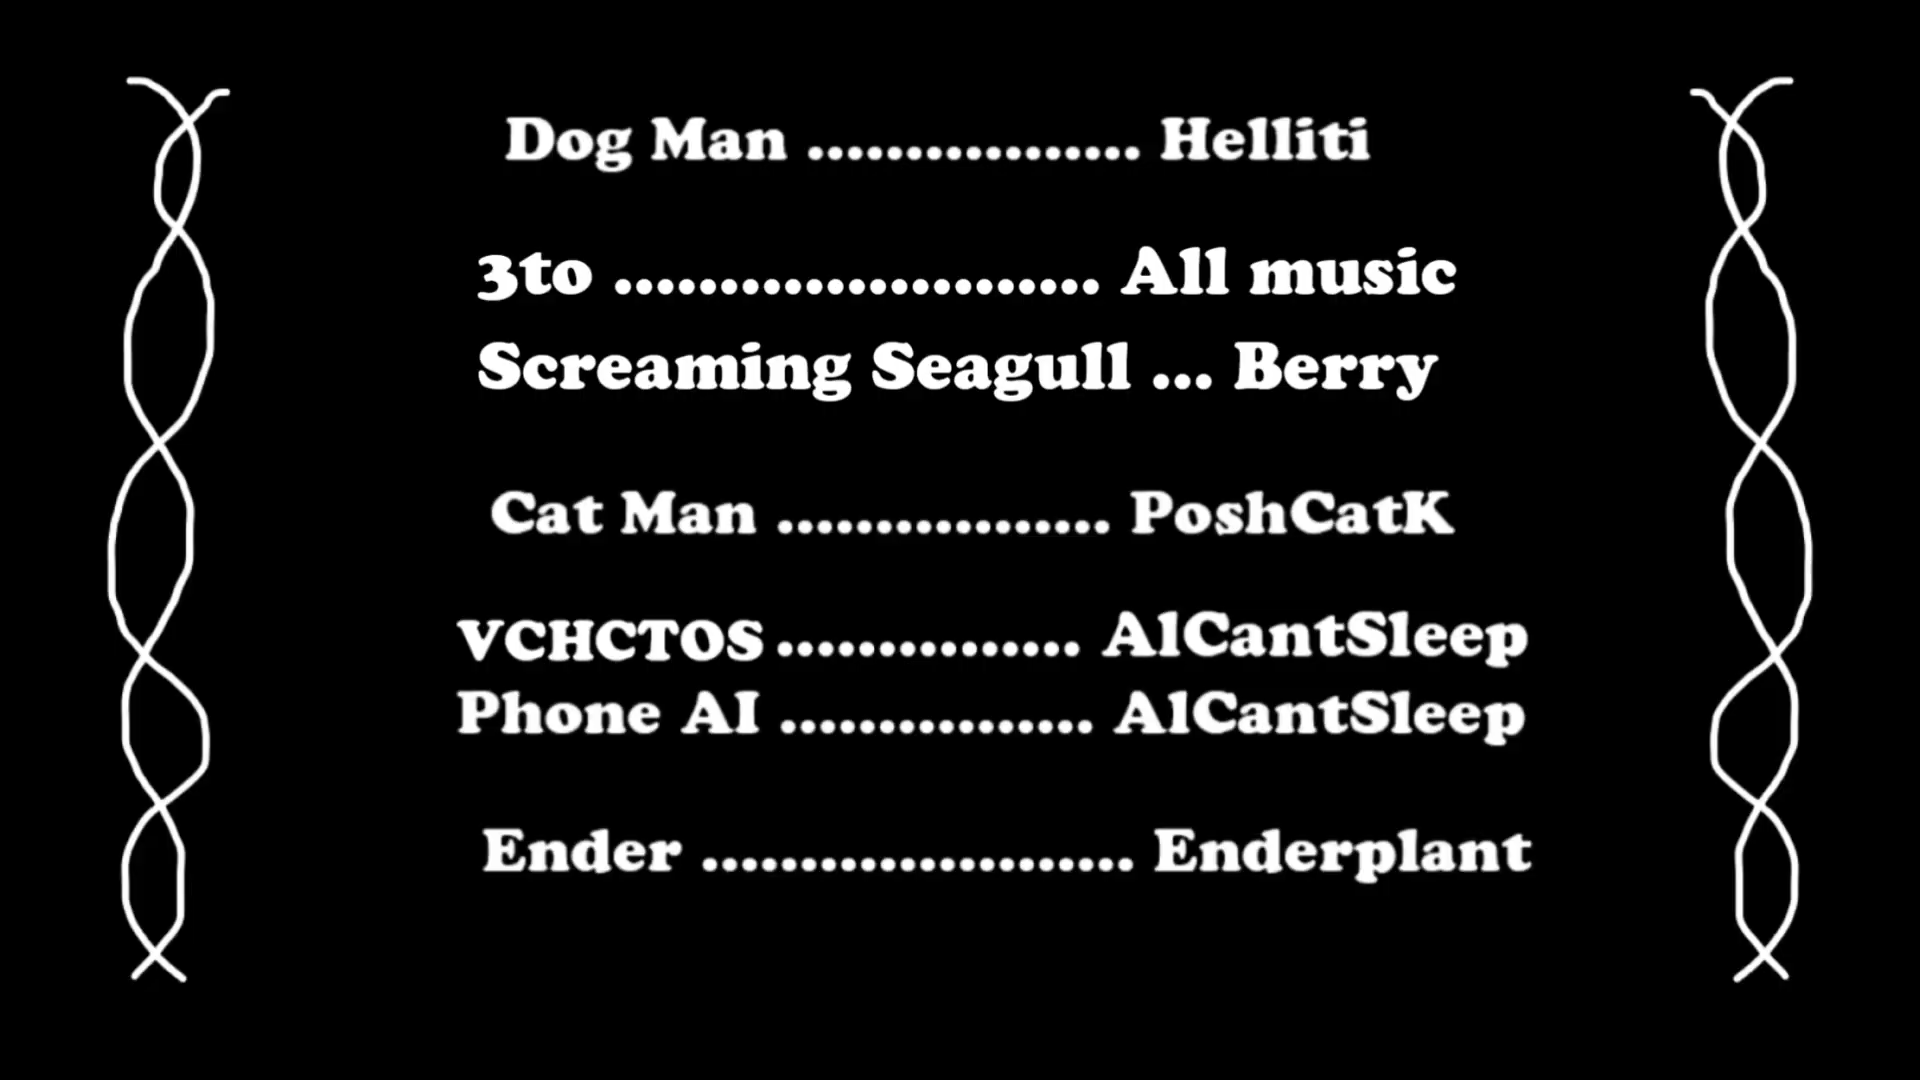 Dog Man ................. Helliti
3to ....................... All music
Screaming Seagull ... Berry
Cat Man ................. PoshCatK
VCHCTOS ............... AlCantSleep
Phone AI ................ AlCantSleep
Ender ...................... Enderplant